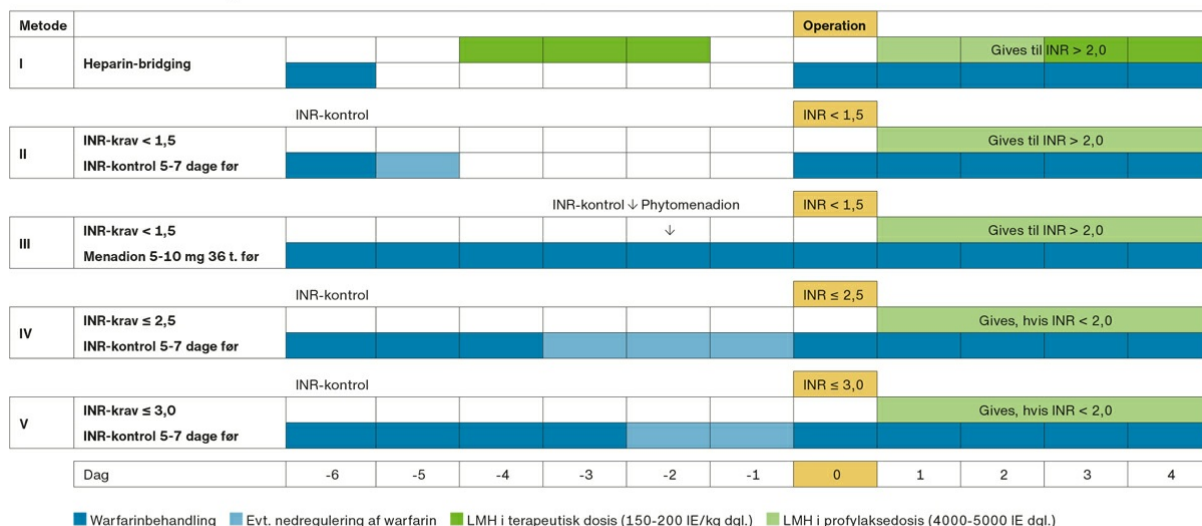 Metode Operation
I Heparin-bridging Gives til INR > 2,0
INR-kontrol INR < 1,5
II INR-krav < 1,5 Gives til INR > 2,0
INR-kontrol 5-7 dage før
INR-kontrol ↓ Phytomenadion INR < 1,5
↓
III INR-krav < 1,5 Gives til INR > 2,0
Menadion 5-10 mg 36 t. før
INR-kontrol INR ≤ 2,5
IV INR-krav ≤ 2,5 Gives, hvis INR < 2,0
INR-kontrol 5-7 dage før
INR-kontrol INR ≤ 3,0
V INR-krav ≤ 3,0 Gives, hvis INR < 2,0
INR-kontrol 5-7 dage før
Dag -6 -5 -4 -3 -2 -1 0 1 2 3 4
Warfarinbehandling Evt. nedregulering af warfarin LMH i terapeutisk dosis (150-200 IE/kg dgl.) LMH i profylaksedosis (4000-5000 IE dgl.)